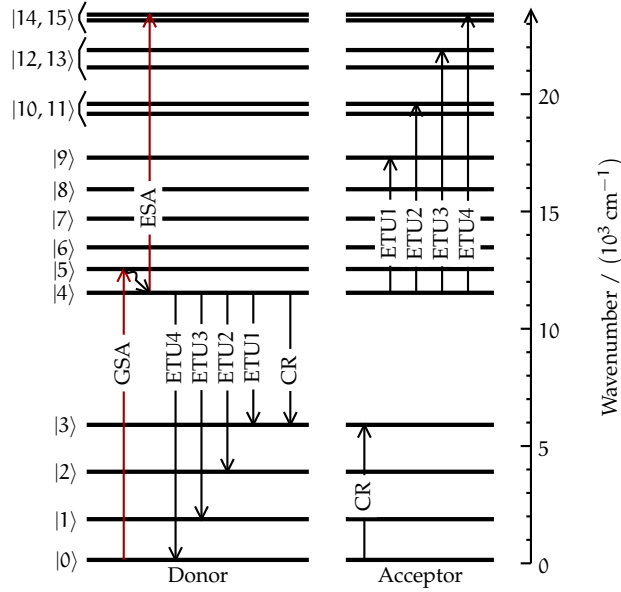 |14, 15⟩
|12, 13⟩
|10, 11⟩
|9⟩
|8⟩
|7⟩
|6⟩
|5⟩
|4⟩
|3⟩
|2⟩
|1⟩
|0⟩
GSA
ESA
ETU4
ETU3
ETU2
ETU1
CR
Donor
ETU1
ETU2
ETU3
ETU4
CR
Acceptor
20
15
10
5
0
Wavenumber / (10³ cm⁻¹)